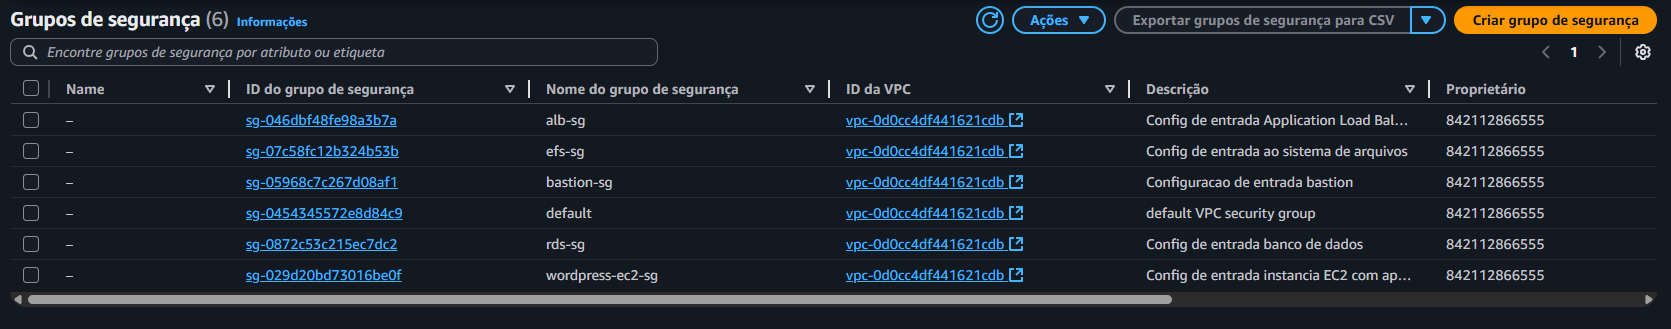 Grupos de segurança (6) Informações
Ações
Exportar grupos de segurança para CSV
Criar grupo de segurança
Encontre grupos de segurança por atributo ou etiqueta
1
Name ID do grupo de segurança Nome do grupo de segurança ID da VPC Descrição Proprietário
– sg-046dbf48fe98a3b7a alb-sg vpc-0d0cc4df441621cdb Config de entrada Application Load Bal... 842112866555
– sg-07c58fc12b324b53b efs-sg vpc-0d0cc4df441621cdb Config de entrada ao sistema de arquivos 842112866555
– sg-05968c7c267d08af1 bastion-sg vpc-0d0cc4df441621cdb Configuracao de entrada bastion 842112866555
– sg-0454345572e8d84c9 default vpc-0d0cc4df441621cdb default VPC security group 842112866555
– sg-0872c53c215ec7dc2 rds-sg vpc-0d0cc4df441621cdb Config de entrada banco de dados 842112866555
– sg-029d20bd73016be0f wordpress-ec2-sg vpc-0d0cc4df441621cdb Config de entrada instancia EC2 com ap... 842112866555